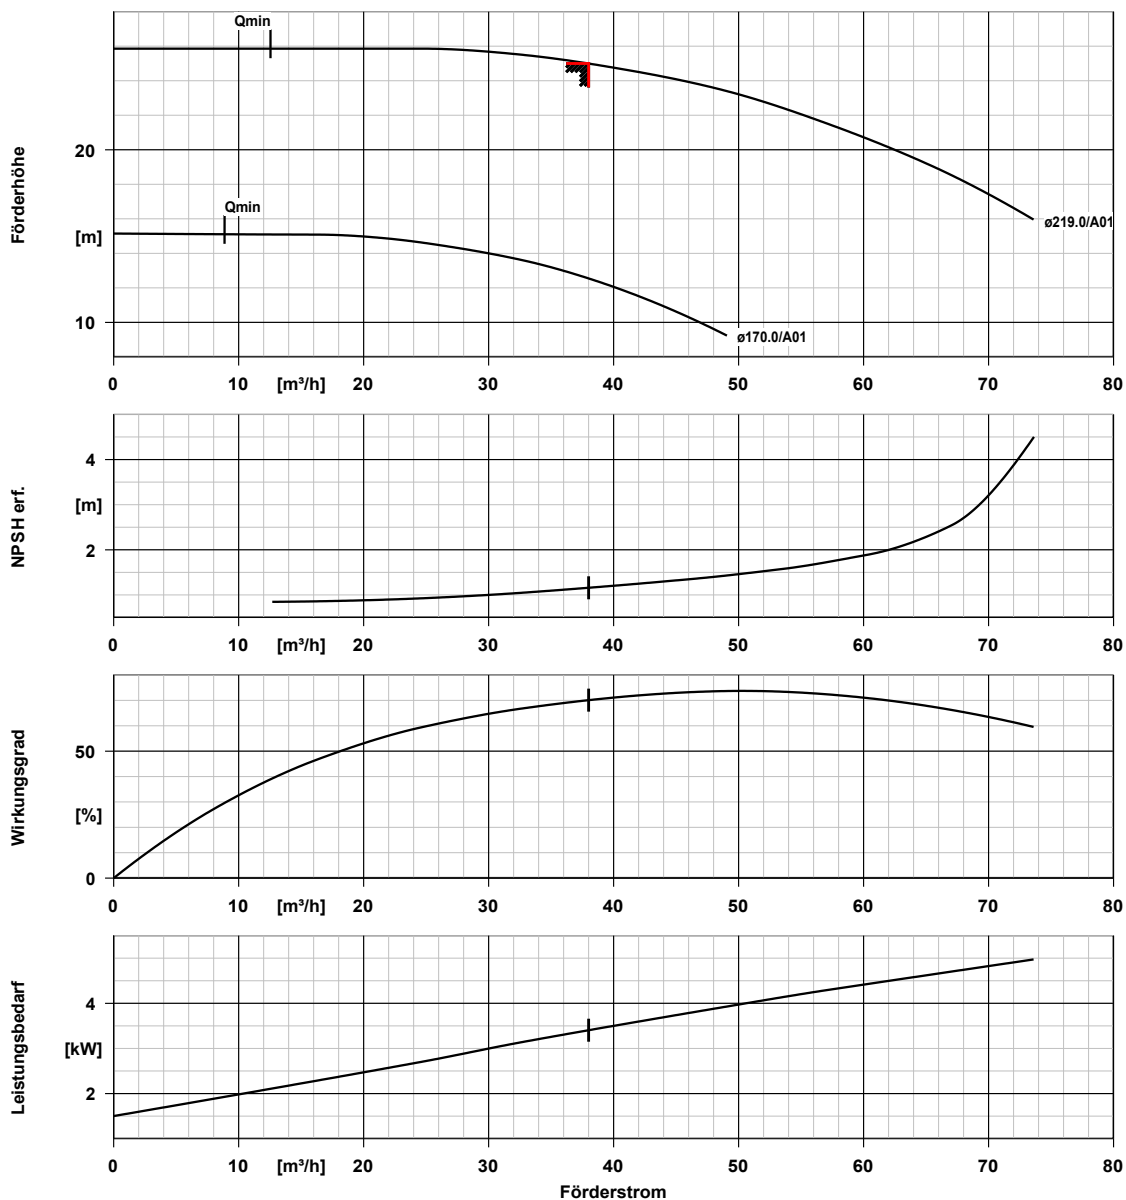 Qmin
Förderhöhe
20
Qmin
[m]
ø219.0/A01
10
ø170.0/A01
0 10 [m³/h] 20 30 40 50 60 70 80
NPSH erf.
4
[m]
2
0 10 [m³/h] 20 30 40 50 60 70 80
Wirkungsgrad
50
[%]
0
0 10 [m³/h] 20 30 40 50 60 70 80
Leistungsbedarf
4
[kW]
2
0 10 [m³/h] 20 30 40 50 60 70 80
Förderstrom